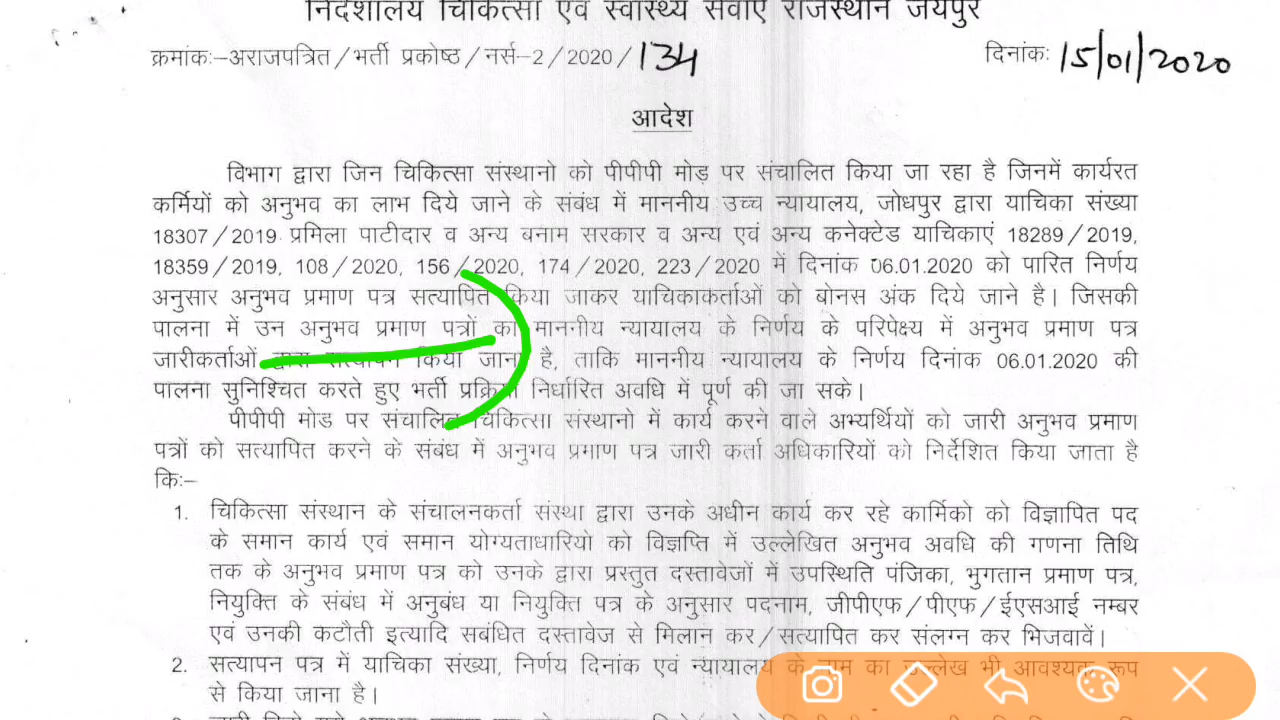 निदेशालय चिकित्सा एवं स्वास्थ्य सेवाएं राजस्थान जयपुर
क्रमांकः–अराजपत्रित/भर्ती प्रकोष्ठ/नर्स–2/2020/134 दिनांकः 15/01/2020
आदेश
विभाग द्वारा जिन चिकित्सा संस्थानो को पीपीपी मोड़ पर संचालित किया जा रहा है जिनमें कार्यरत
कर्मियों को अनुभव का लाभ दिये जाने के संबंध में माननीय उच्च न्यायालय, जोधपुर द्वारा याचिका संख्या
18307/2019 प्रमिला पाटीदार व अन्य बनाम सरकार व अन्य एवं अन्य कनेक्टेड याचिकाएं 18289/2019,
18359/2019, 108/2020, 156/2020, 174/2020, 223/2020 में दिनांक 06.01.2020 को पारित निर्णय
अनुसार अनुभव प्रमाण पत्र सत्यापित किया जाकर याचिकाकर्ताओं को बोनस अंक दिये जाने है। जिसकी
पालना में उन अनुभव प्रमाण पत्रों का माननीय न्यायालय के निर्णय के परिपेक्ष्य में अनुभव प्रमाण पत्र
जारीकर्ताओं द्वारा सत्यापन किया जाना है, ताकि माननीय न्यायालय के निर्णय दिनांक 06.01.2020 की
पालना सुनिश्चित करते हुए भर्ती प्रक्रिया निर्धारित अवधि में पूर्ण की जा सके।
पीपीपी मोड पर संचालित चिकित्सा संस्थानो में कार्य करने वाले अभ्यर्थियों को जारी अनुभव प्रमाण
पत्रों को सत्यापित करने के संबंध में अनुभव प्रमाण पत्र जारी कर्ता अधिकारियों को निर्देशित किया जाता है
कि:–
1. चिकित्सा संस्थान के संचालनकर्ता संस्था द्वारा उनके अधीन कार्य कर रहे कार्मिको को विज्ञापित पद
के समान कार्य एवं समान योग्यताधारियो को विज्ञप्ति में उल्लेखित अनुभव अवधि की गणना तिथि
तक के अनुभव प्रमाण पत्र को उनके द्वारा प्रस्तुत दस्तावेजों में उपस्थिति पंजिका, भुगतान प्रमाण पत्र,
नियुक्ति के संबंध में अनुबंध या नियुक्ति पत्र के अनुसार पदनाम, जीपीएफ/पीएफ/ईएसआई नम्बर
एवं उनकी कटौती इत्यादि सबंधित दस्तावेज से मिलान कर/सत्यापित कर संलग्न कर भिजवावें।
2. सत्यापन पत्र में याचिका संख्या, निर्णय दिनांक एवं न्यायालय के नाम का उल्लेख भी आवश्यक रूप
से किया जाना है।